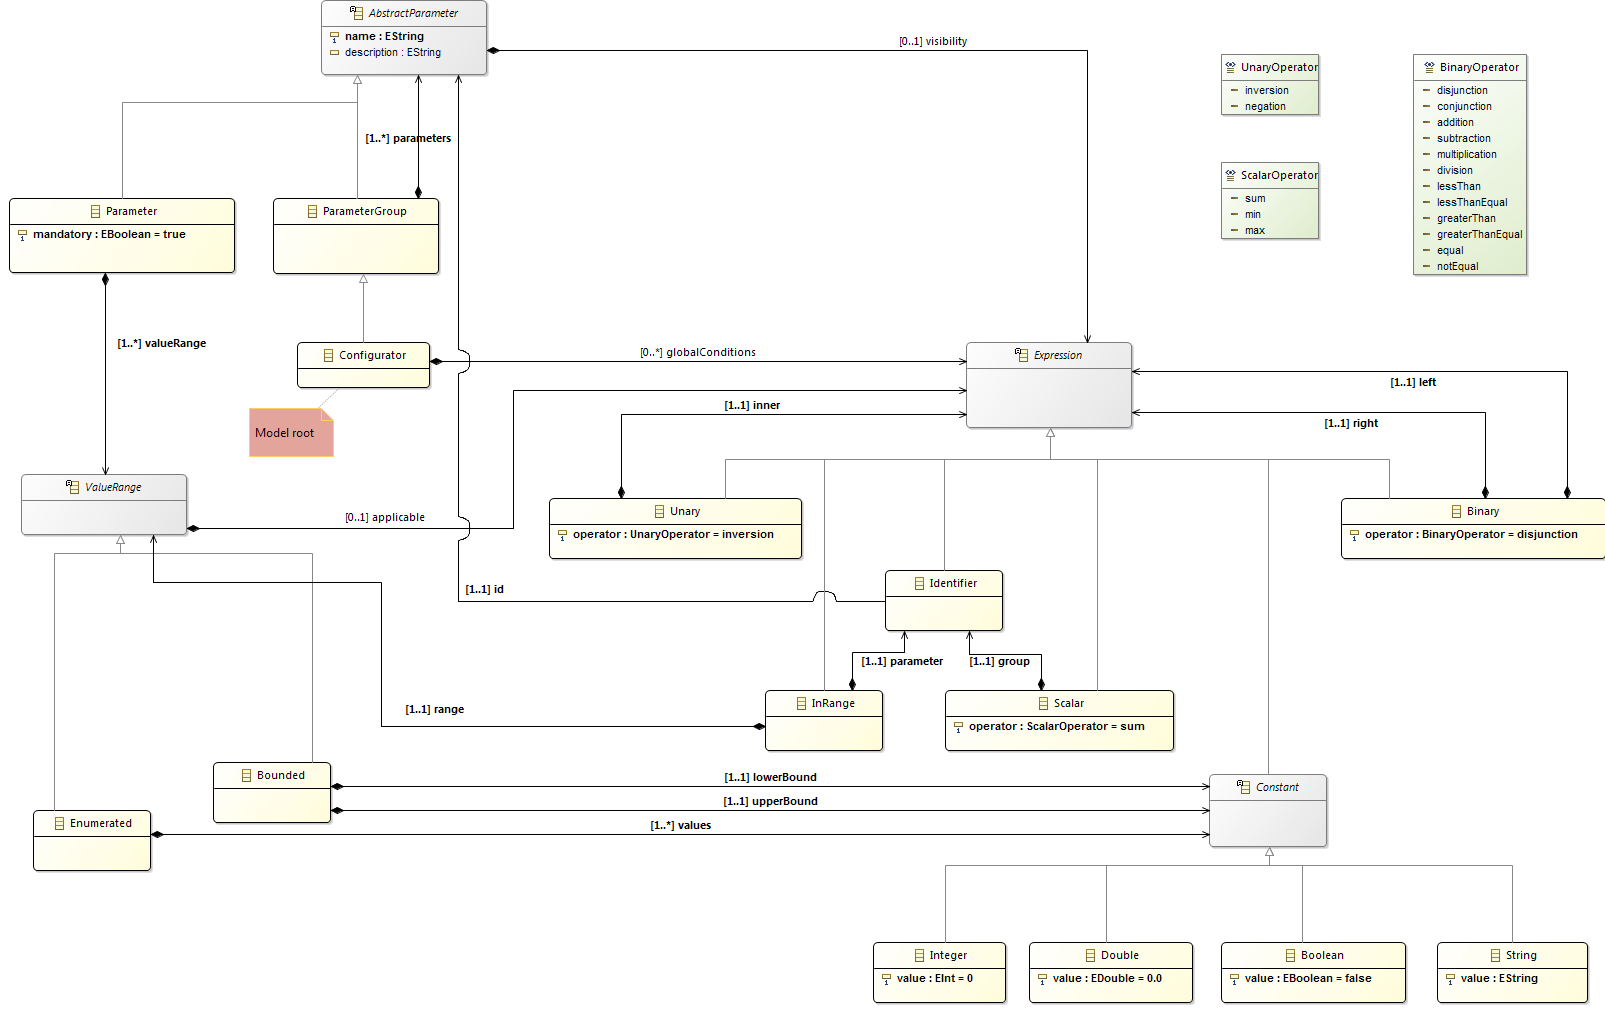 AbstractParameter
name : EString
description : EString
[0..1] visibility
UnaryOperator
inversion
negation
BinaryOperator
disjunction
conjunction
addition
subtraction
multiplication
division
lessThan
lessThanEqual
greaterThan
greaterThanEqual
equal
notEqual
[1..*] parameters
ScalarOperator
sum
min
max
Parameter
mandatory : EBoolean = true
ParameterGroup
[1..*] valueRange
Configurator
[0..*] globalConditions
Expression
[1..1] left
[1..1] inner
[1..1] right
Model root
ValueRange
[0..1] applicable
Unary
operator : UnaryOperator = inversion
Binary
operator : BinaryOperator = disjunction
[1..1] id
Identifier
[1..1] parameter
[1..1] group
[1..1] range
InRange
Scalar
operator : ScalarOperator = sum
Bounded
[1..1] lowerBound
Constant
[1..1] upperBound
Enumerated
[1..*] values
Integer
value : EInt = 0
Double
value : EDouble = 0.0
Boolean
value : EBoolean = false
String
value : EString